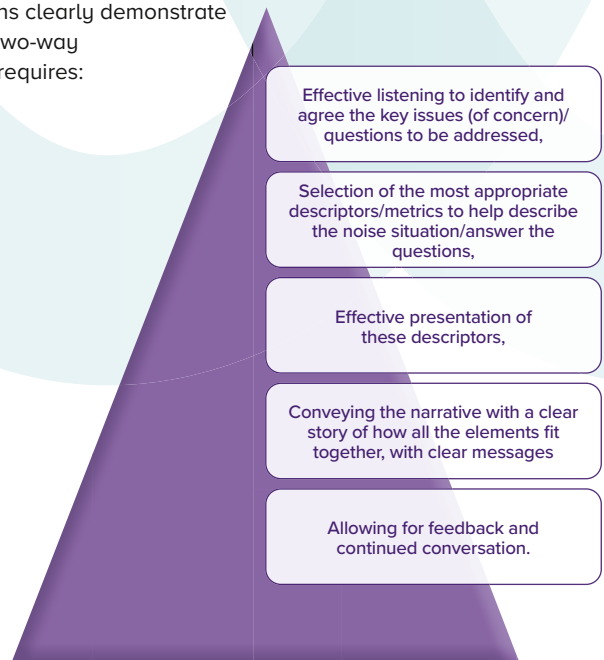 ns clearly demonstrate
wo-way
requires:
Effective listening to identify and
agree the key issues (of concern)/
questions to be addressed,
Selection of the most appropriate
descriptors/metrics to help describe
the noise situation/answer the
questions,
Effective presentation of
these descriptors,
Conveying the narrative with a clear
story of how all the elements fit
together, with clear messages
Allowing for feedback and
continued conversation.